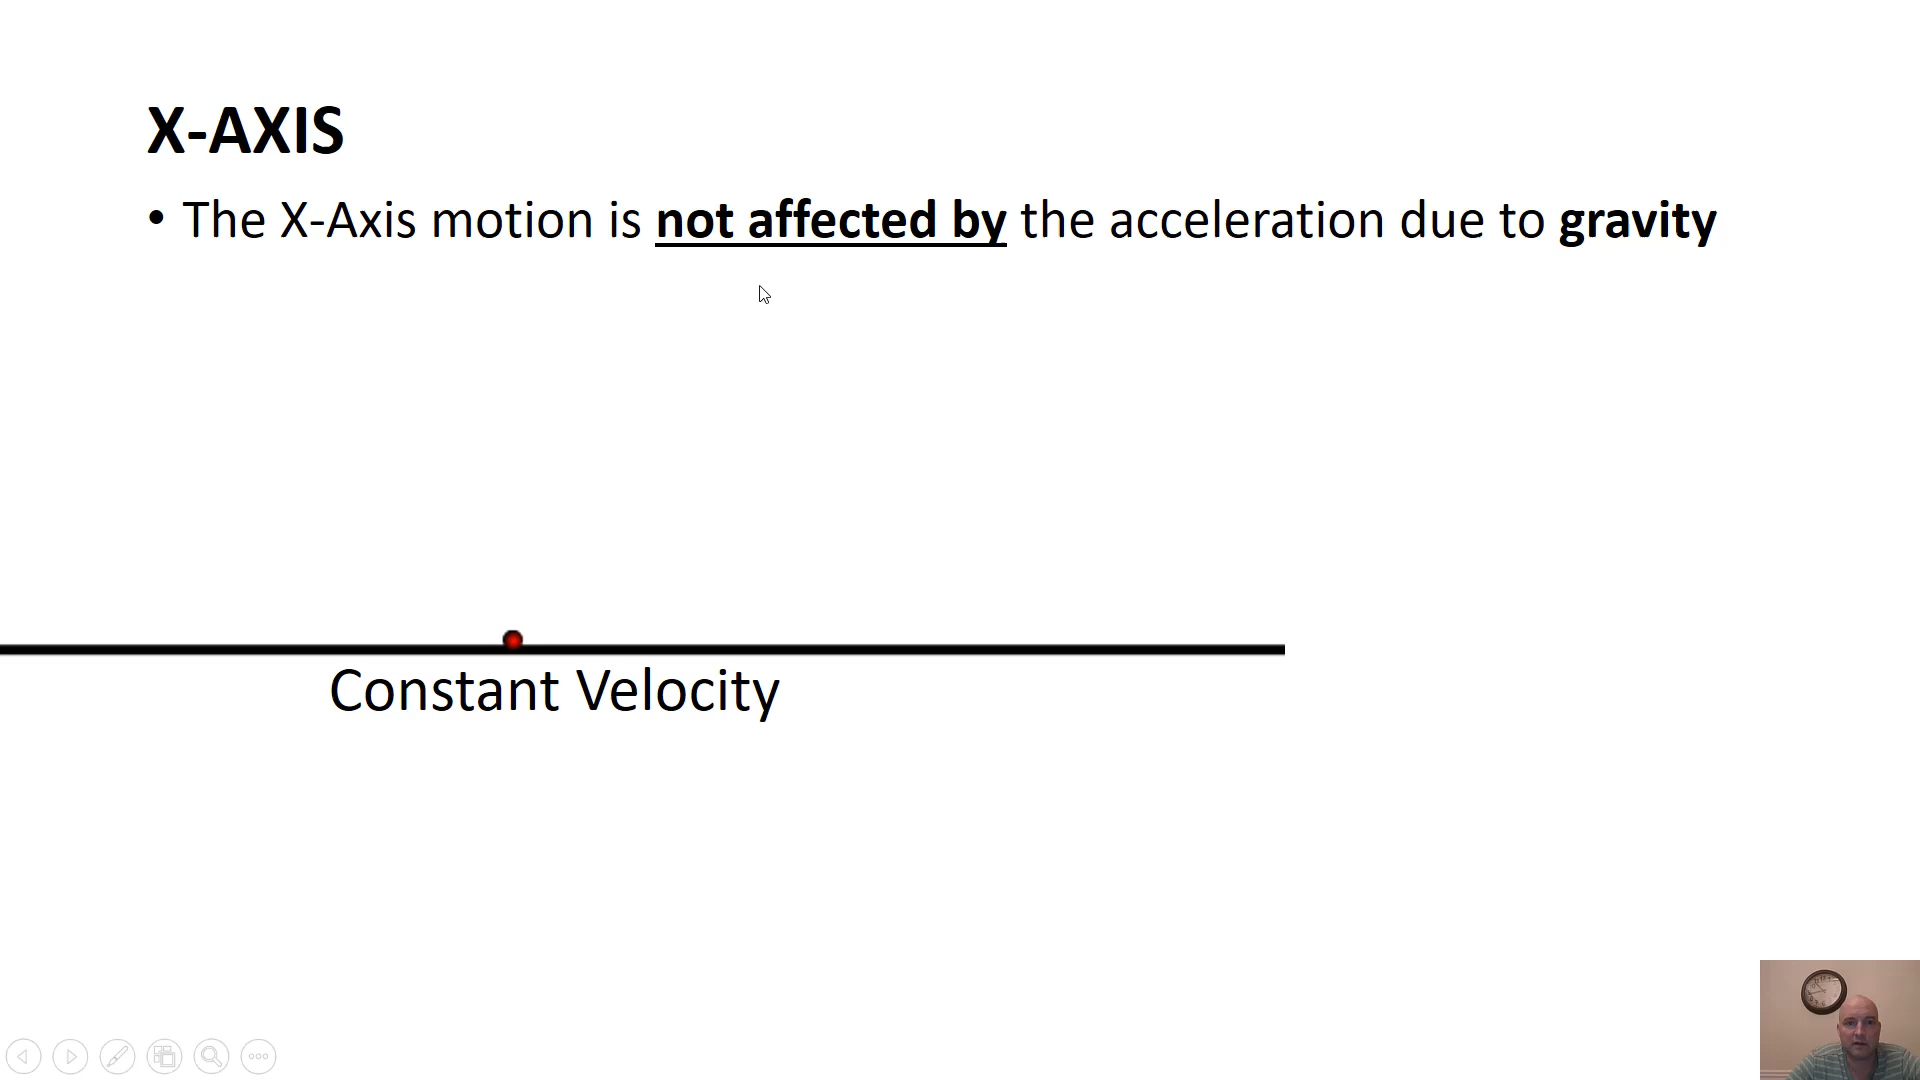 X-AXIS
• The X-Axis motion is not affected by the acceleration due to gravity
Constant Velocity